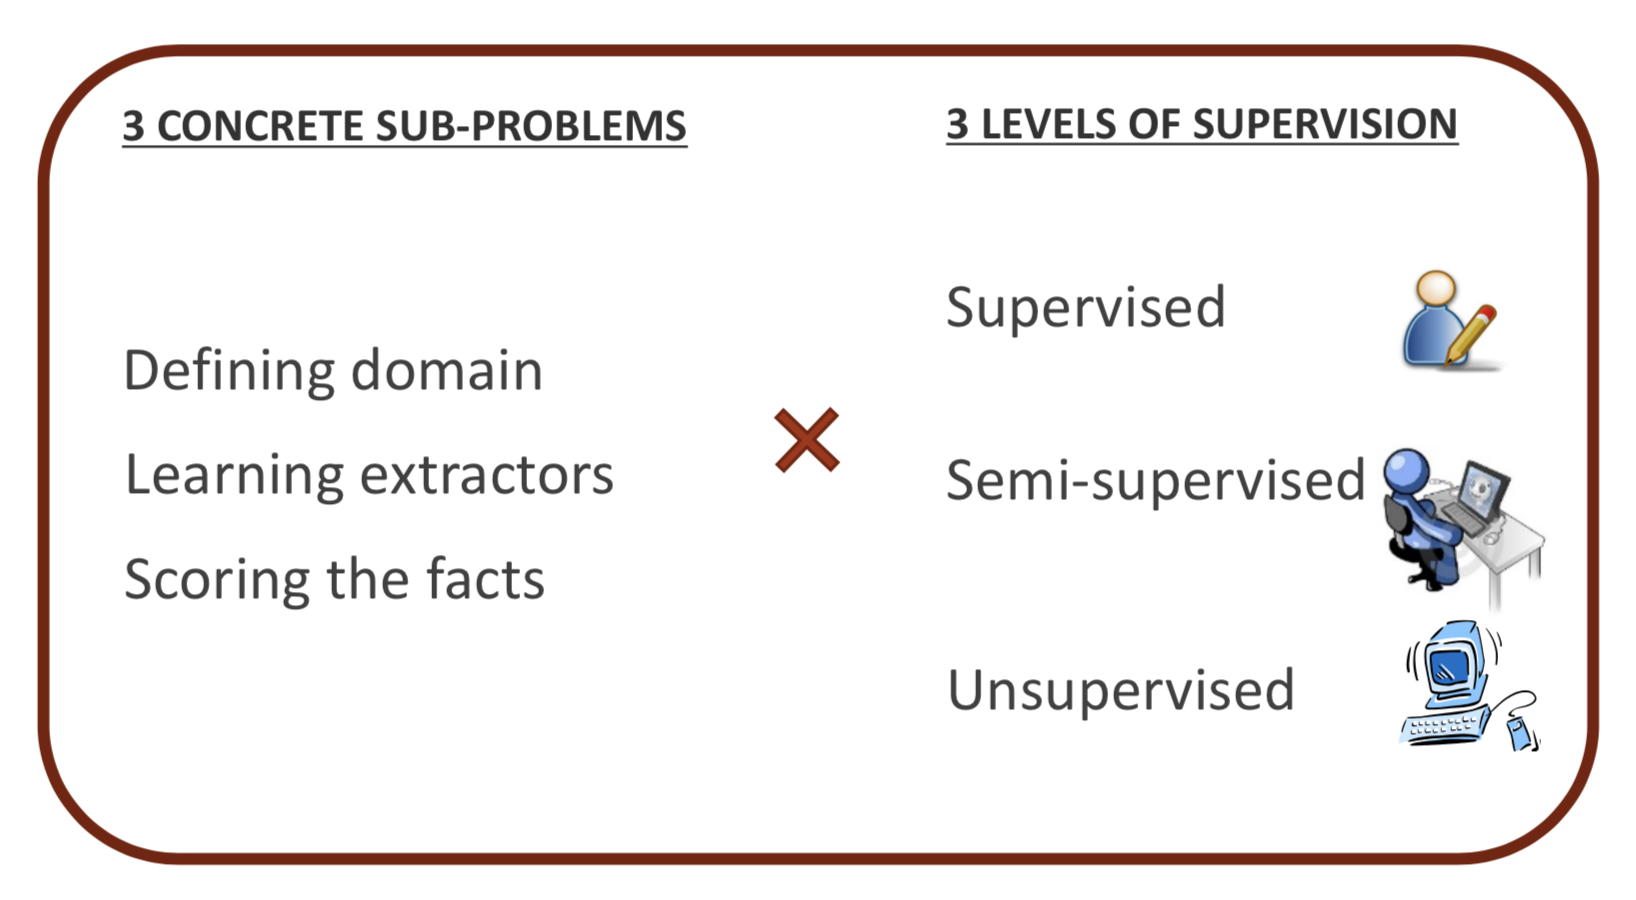 3 CONCRETE SUB-PROBLEMS
Defining domain
Learning extractors
Scoring the facts
3 LEVELS OF SUPERVISION
Supervised
Semi-supervised
Unsupervised